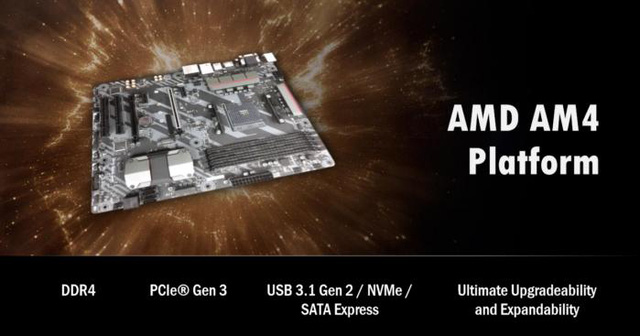 AMD AM4
Platform
DDR4
PCIe® Gen 3
USB 3.1 Gen 2 / NVMe /
SATA Express
Ultimate Upgradeability
and Expandability